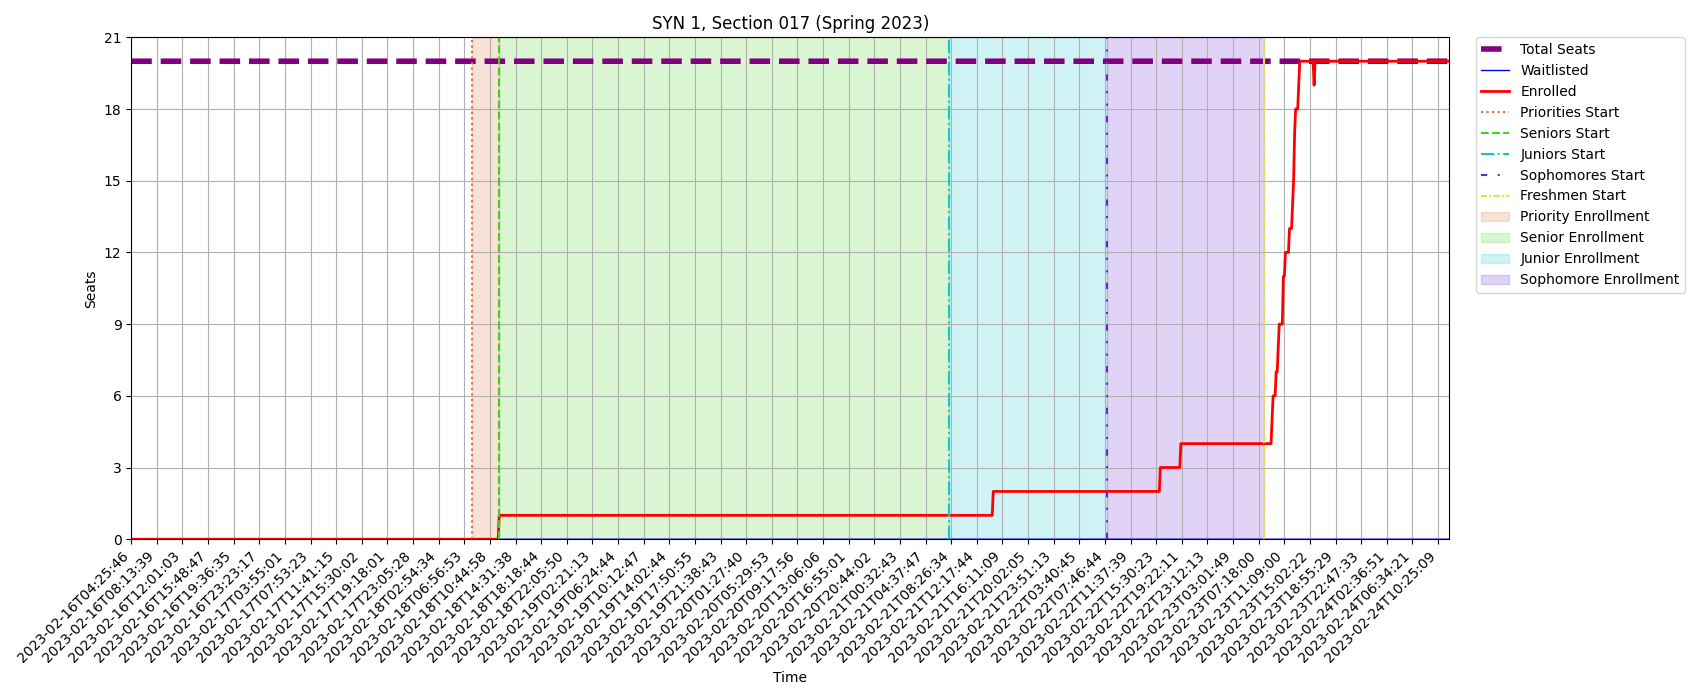 SYN 1, Section 017 (Spring 2023)
21
18
15
12
9
6
3
0
Seats
2023-02-16T04:25:46
2023-02-16T08:13:39
2023-02-16T12:01:03
2023-02-16T15:48:47
2023-02-16T19:36:35
2023-02-16T23:23:17
2023-02-17T03:55:01
2023-02-17T07:53:23
2023-02-17T11:41:15
2023-02-17T15:30:02
2023-02-17T19:18:01
2023-02-17T23:05:28
2023-02-18T02:54:34
2023-02-18T06:56:53
2023-02-18T10:44:58
2023-02-18T14:31:38
2023-02-18T18:18:44
2023-02-18T22:05:50
2023-02-19T02:21:13
2023-02-19T06:24:44
2023-02-19T10:12:47
2023-02-19T14:02:44
2023-02-19T17:50:55
2023-02-19T21:38:43
2023-02-20T01:27:40
2023-02-20T05:29:53
2023-02-20T09:17:56
2023-02-20T13:06:06
2023-02-20T16:55:01
2023-02-20T20:44:02
2023-02-21T00:32:43
2023-02-21T04:37:47
2023-02-21T08:26:34
2023-02-21T12:17:44
2023-02-21T16:11:09
2023-02-21T20:02:05
2023-02-21T23:51:13
2023-02-22T03:40:45
2023-02-22T07:46:44
2023-02-22T11:37:39
2023-02-22T15:30:23
2023-02-22T19:22:11
2023-02-22T23:12:13
2023-02-23T03:01:49
2023-02-23T07:18:00
2023-02-23T11:09:00
2023-02-23T15:02:22
2023-02-23T18:55:29
2023-02-23T22:47:33
2023-02-24T02:36:51
2023-02-24T06:34:21
2023-02-24T10:25:09
Time
Total Seats
Waitlisted
Enrolled
Priorities Start
Seniors Start
Juniors Start
Sophomores Start
Freshmen Start
Priority Enrollment
Senior Enrollment
Junior Enrollment
Sophomore Enrollment